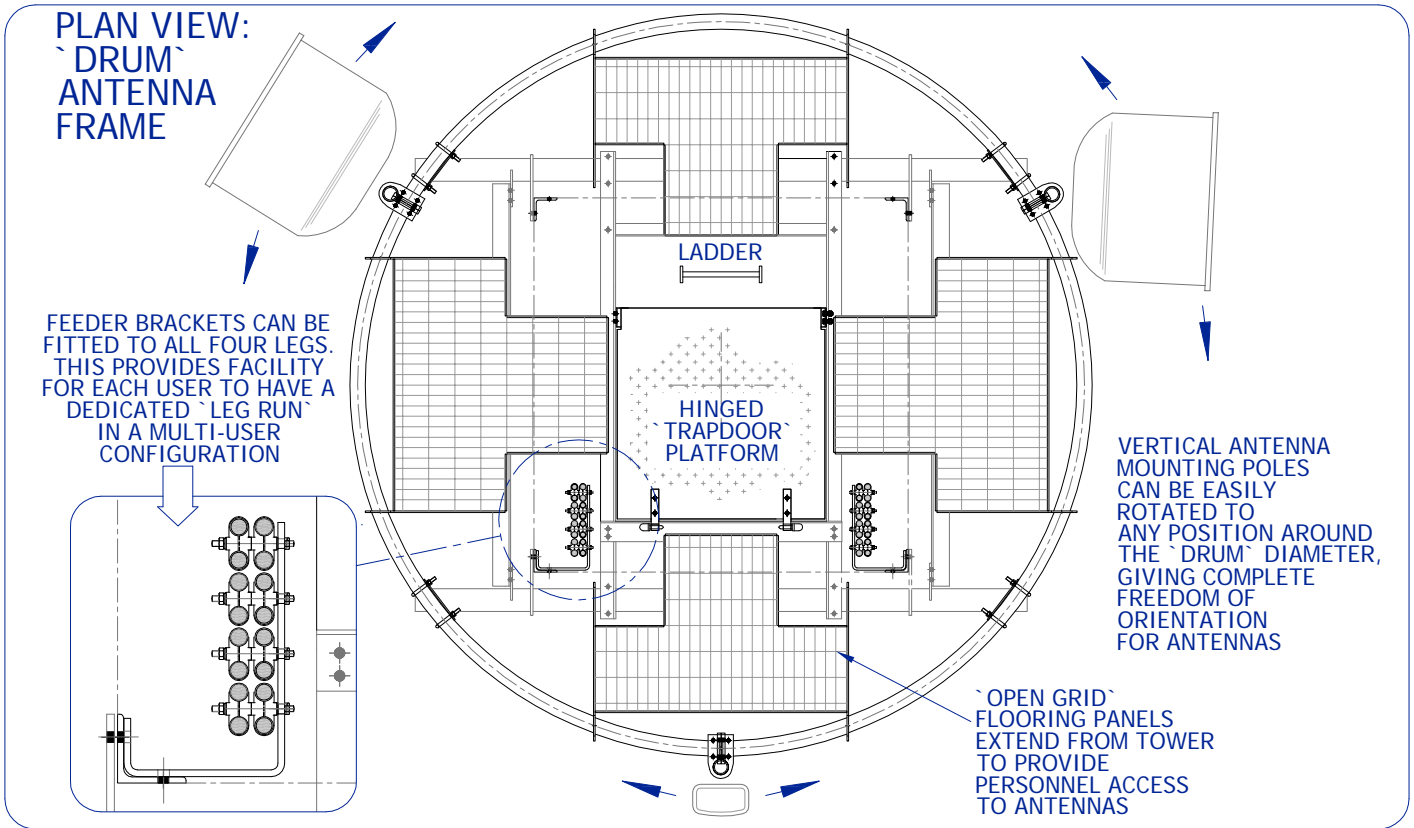 PLAN VIEW:
`DRUM`
ANTENNA
FRAME
LADDER
HINGED
`TRAPDOOR`
PLATFORM
FEEDER BRACKETS CAN BE
FITTED TO ALL FOUR LEGS.
THIS PROVIDES FACILITY
FOR EACH USER TO HAVE A
DEDICATED `LEG RUN`
IN A MULTI-USER
CONFIGURATION
VERTICAL ANTENNA
MOUNTING POLES
CAN BE EASILY
ROTATED TO
ANY POSITION AROUND
THE `DRUM` DIAMETER,
GIVING COMPLETE
FREEDOM OF
ORIENTATION
FOR ANTENNAS
`OPEN GRID`
FLOORING PANELS
EXTEND FROM TOWER
TO PROVIDE
PERSONNEL ACCESS
TO ANTENNAS